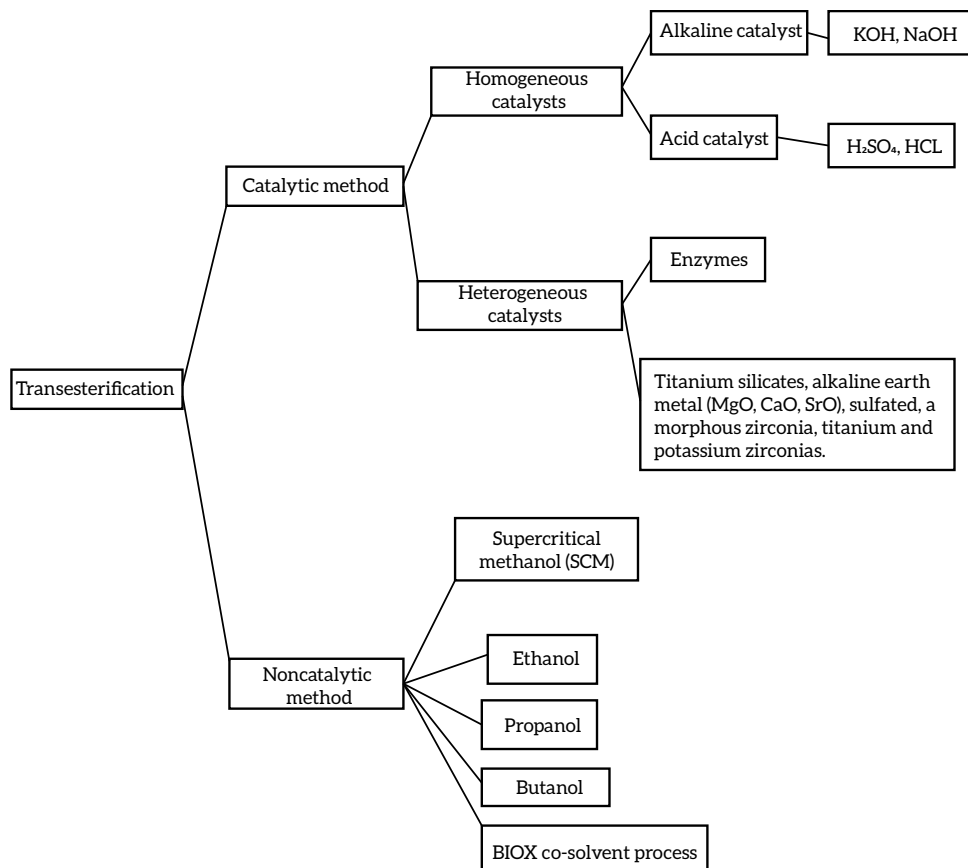 Alkaline catalyst
KOH, NaOH
Homogeneous
catalysts
Acid catalyst
H₂SO₄, HCL
Catalytic method
Enzymes
Heterogeneous
catalysts
Transesterification
Titanium silicates, alkaline earth
metal (MgO, CaO, SrO), sulfated, a
morphous zirconia, titanium and
potassium zirconias.
Supercritical
methanol (SCM)
Ethanol
Noncatalytic
method
Propanol
Butanol
BIOX co-solvent process